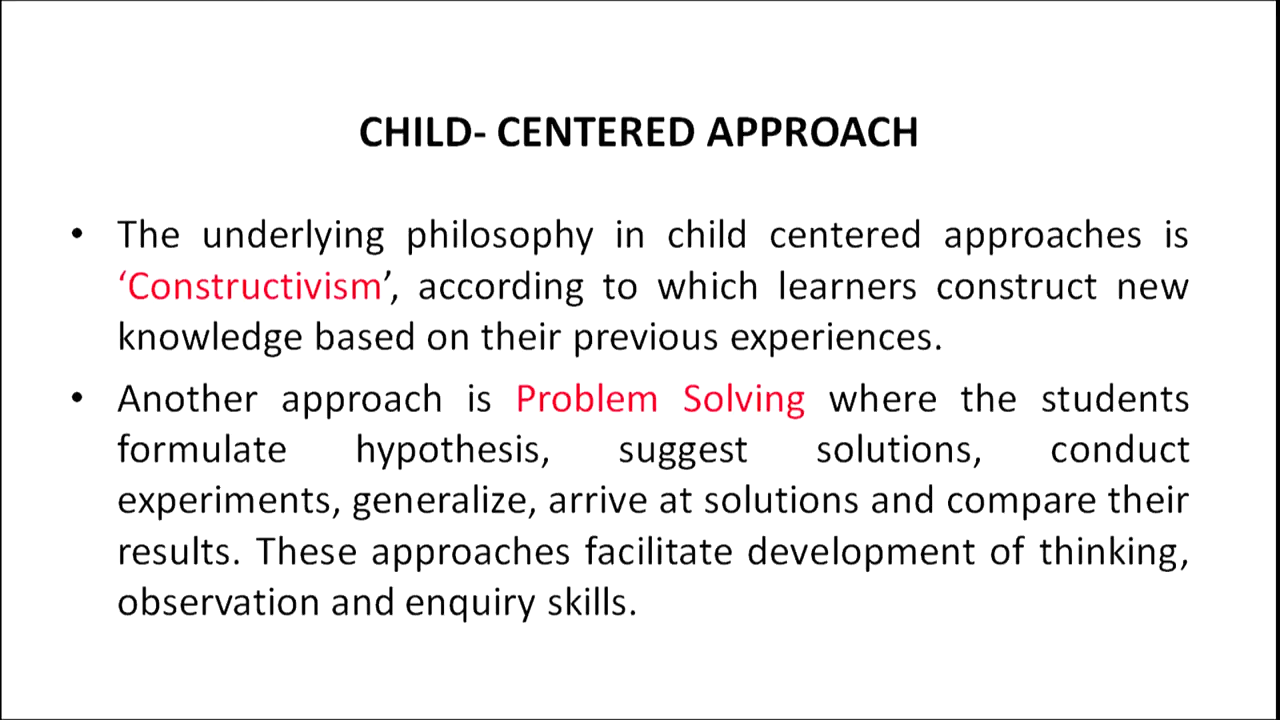 CHILD- CENTERED APPROACH
• The underlying philosophy in child centered approaches is
‘Constructivism’, according to which learners construct new
knowledge based on their previous experiences.
• Another approach is Problem Solving where the students
formulate hypothesis, suggest solutions, conduct
experiments, generalize, arrive at solutions and compare their
results. These approaches facilitate development of thinking,
observation and enquiry skills.